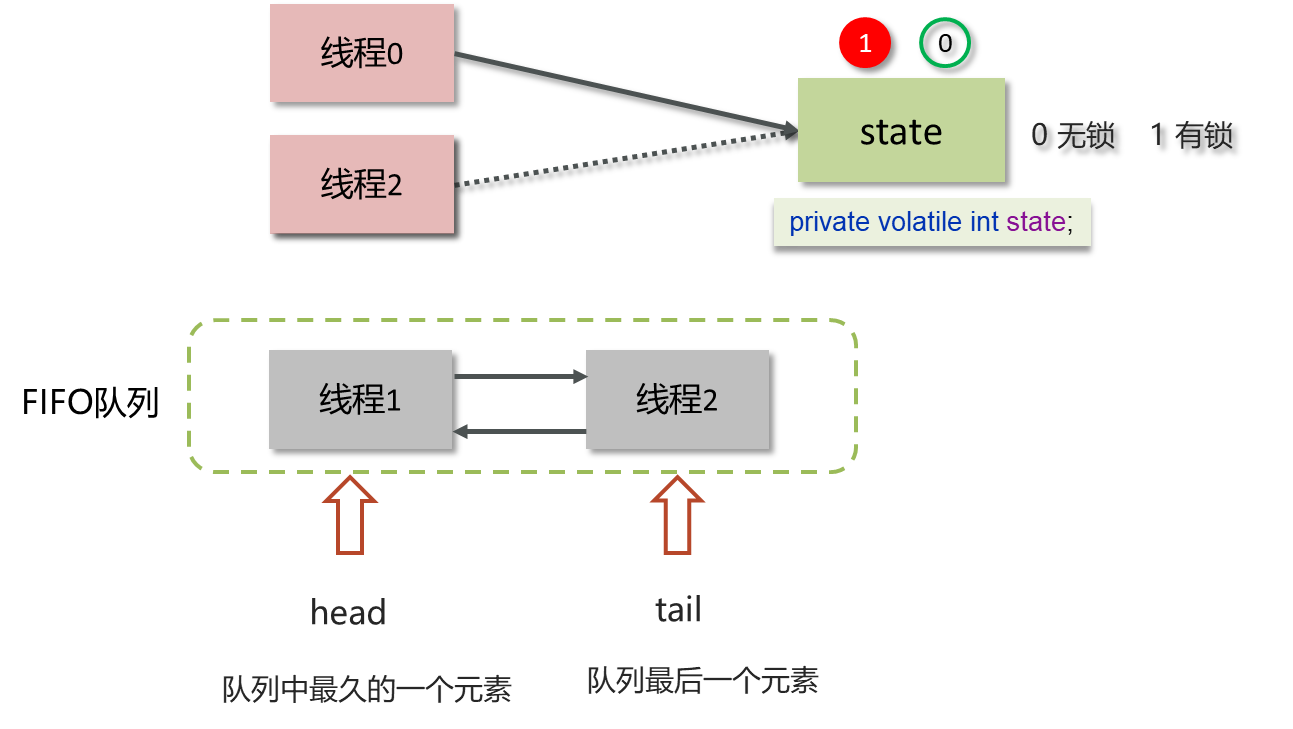 线程0
1
0
state
0 无锁
1 有锁
线程2
private volatile int state;
FIFO队列
线程1
线程2
head
tail
队列中最久的一个元素
队列最后一个元素